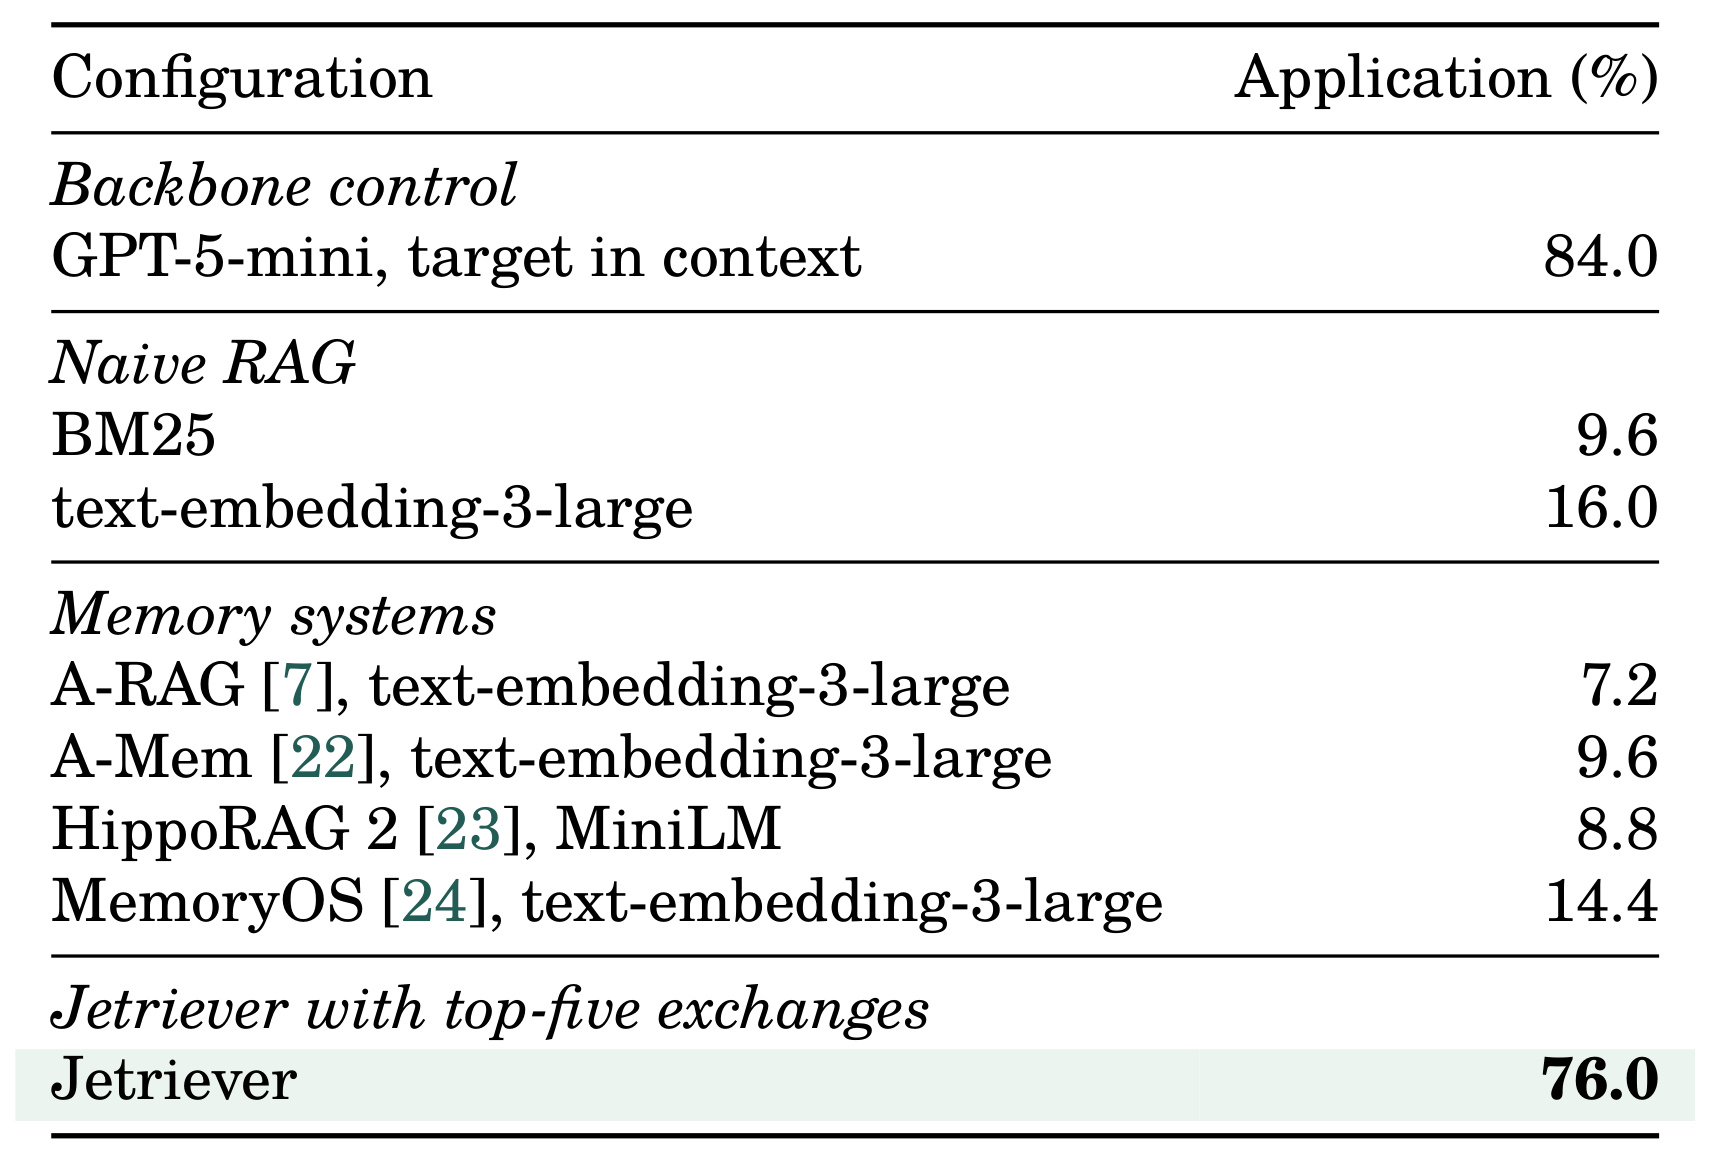 Configuration Application (%)
Backbone control
GPT-5-mini, target in context 84.0
Naive RAG
BM25 9.6
text-embedding-3-large 16.0
Memory systems
A-RAG [7], text-embedding-3-large 7.2
A-Mem [22], text-embedding-3-large 9.6
HippoRAG 2 [23], MiniLM 8.8
MemoryOS [24], text-embedding-3-large 14.4
Jetriever with top-five exchanges
Jetriever 76.0